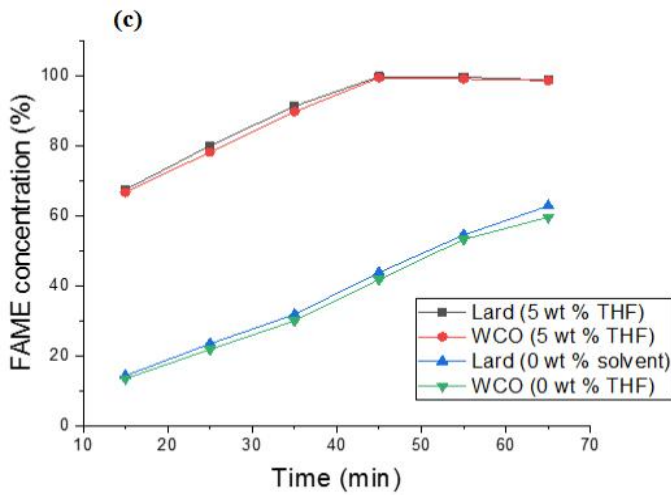 (c)
FAME concentration (%)
100
80
60
40
20
0
10 20 30 40 50 60 70
Time (min)
Lard (5 wt % THF)
WCO (5 wt % THF)
Lard (0 wt % solvent)
WCO (0 wt % THF)